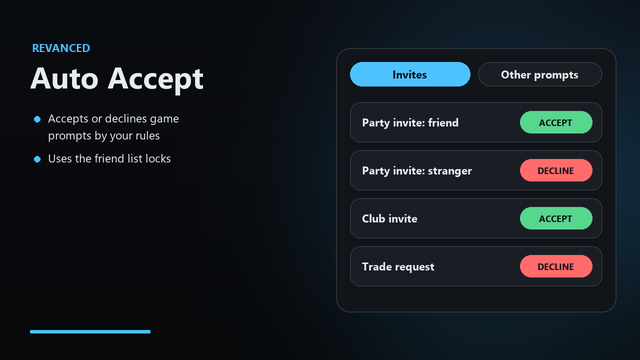 REVANCED
Auto Accept
Accepts or declines game
prompts by your rules
Uses the friend list locks
Invites
Other prompts
Party invite: friend
ACCEPT
Party invite: stranger
DECLINE
Club invite
ACCEPT
Trade request
DECLINE